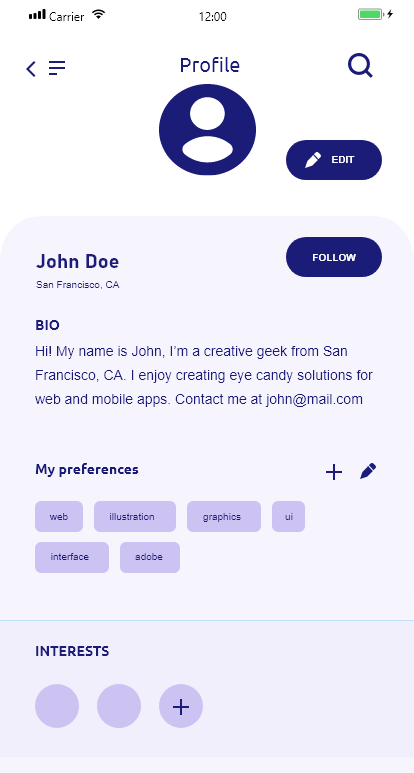 Carrier
12:00
Profile
EDIT
John Doe
FOLLOW
San Francisco, CA
BIO
Hi! My name is John, I'm a creative geek from San
Francisco, CA. I enjoy creating eye candy solutions for
web and mobile apps. Contact me at john@mail.com
My preferences
web illustration graphics ui
interface adobe
INTERESTS